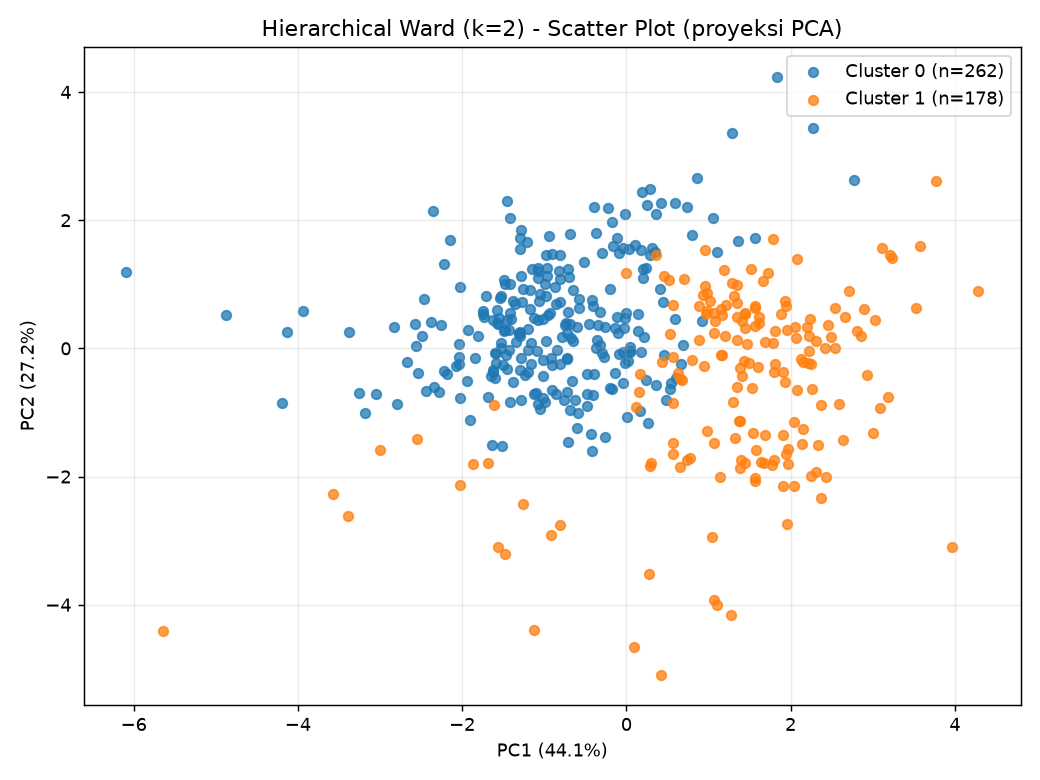 Hierarchical Ward (k=2) - Scatter Plot (proyeksi PCA)
Cluster 0 (n=262)
Cluster 1 (n=178)
4
2
0
−2
−4
PC2 (27.2%)
−6
−4
−2
0
2
4
PC1 (44.1%)